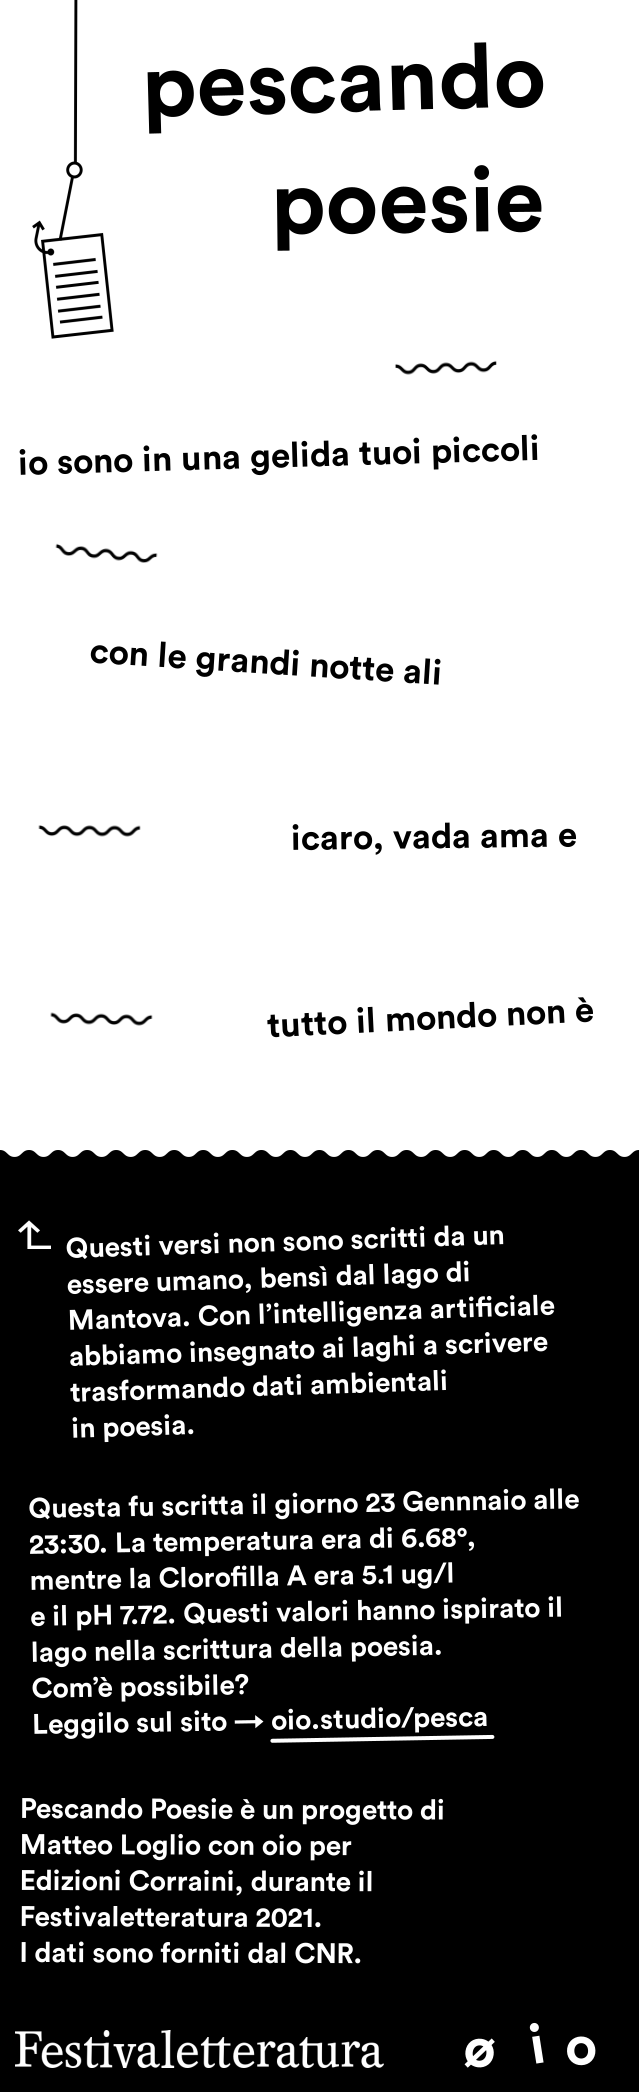 pescando
poesie
io sono in una gelida tuoi piccoli
con le grandi notte ali
icaro, vada ama e
tutto il mondo non è
Questi versi non sono scritti da un
essere umano, bensì dal lago di
Mantova. Con l’intelligenza artificiale
abbiamo insegnato ai laghi a scrivere
trasformando dati ambientali
in poesia.
Questa fu scritta il giorno 23 Gennnaio alle
23:30. La temperatura era di 6.68°,
mentre la Clorofilla A era 5.1 ug/l
e il pH 7.72. Questi valori hanno ispirato il
lago nella scrittura della poesia.
Com’è possibile?
Leggilo sul sito → oio.studio/pesca
Pescando Poesie è un progetto di
Matteo Loglio con oio per
Edizioni Corraini, durante il
Festivaletteratura 2021.
I dati sono forniti dal CNR.
Festivaletteratura ø i o